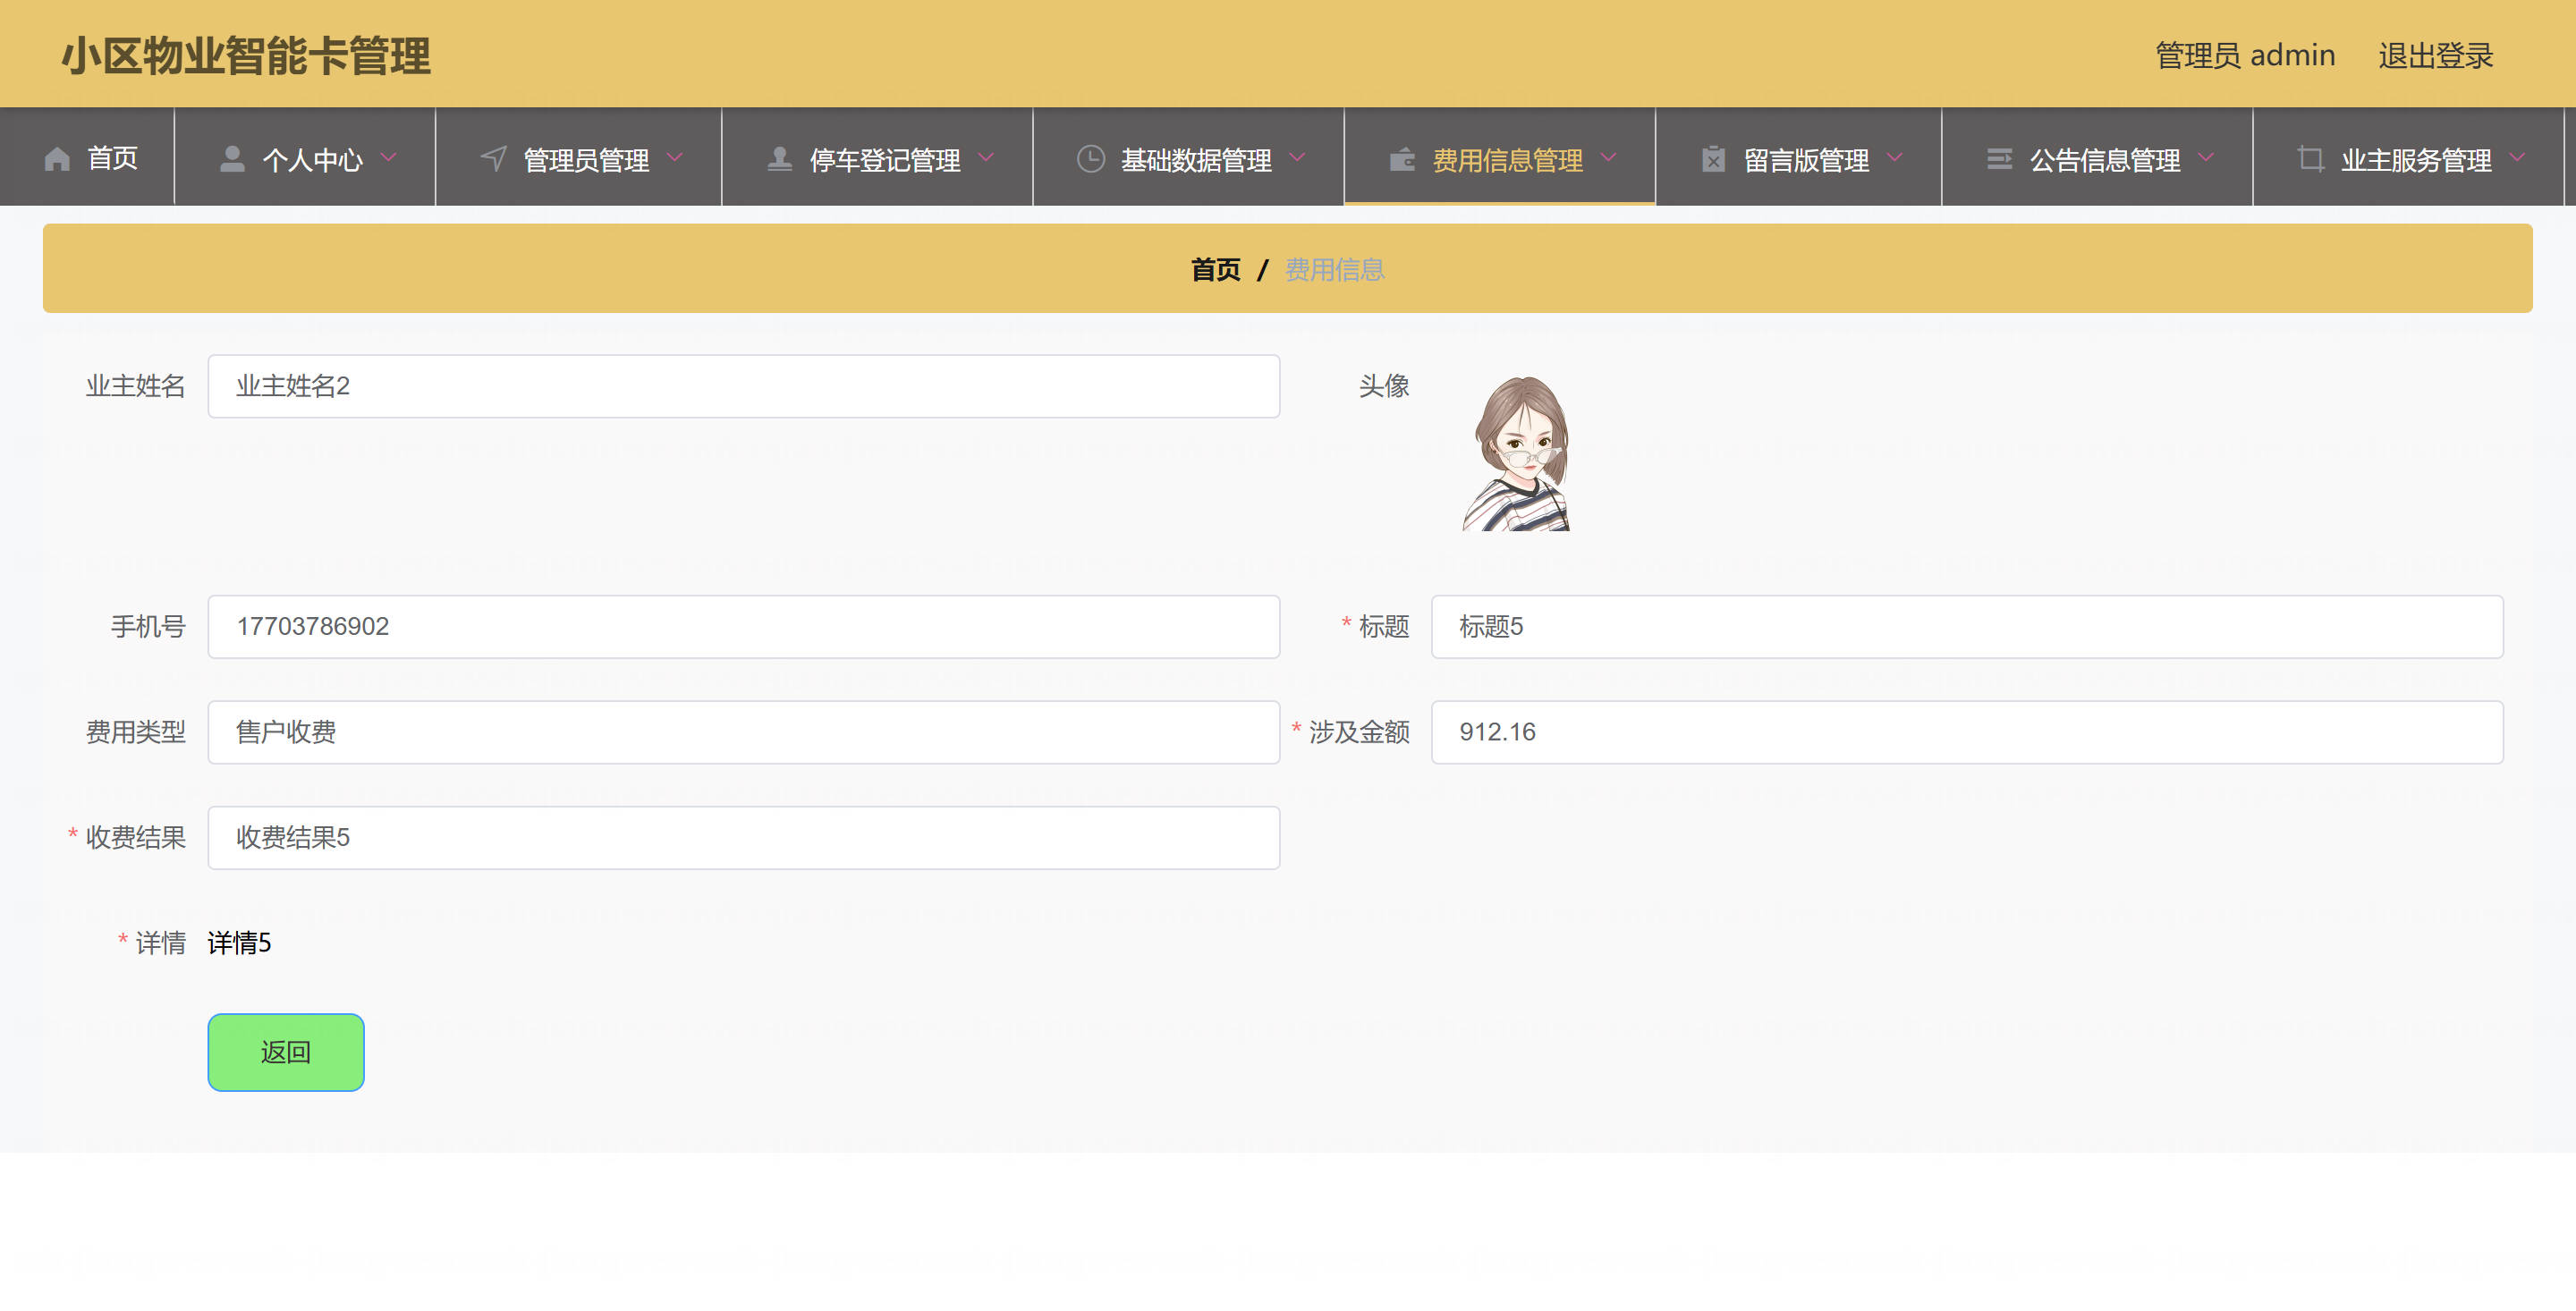 小区物业智能卡管理
管理员 admin 退出登录
首页 个人中心 管理员管理 停车登记管理 基础数据管理 费用信息管理 留言版管理 公告信息管理 业主服务管理
首页 / 费用信息
业主姓名 业主姓名2 头像
手机号 17703786902 * 标题 标题5
费用类型 售户收费 * 涉及金额 912.16
* 收费结果 收费结果5
* 详情 详情5
返回